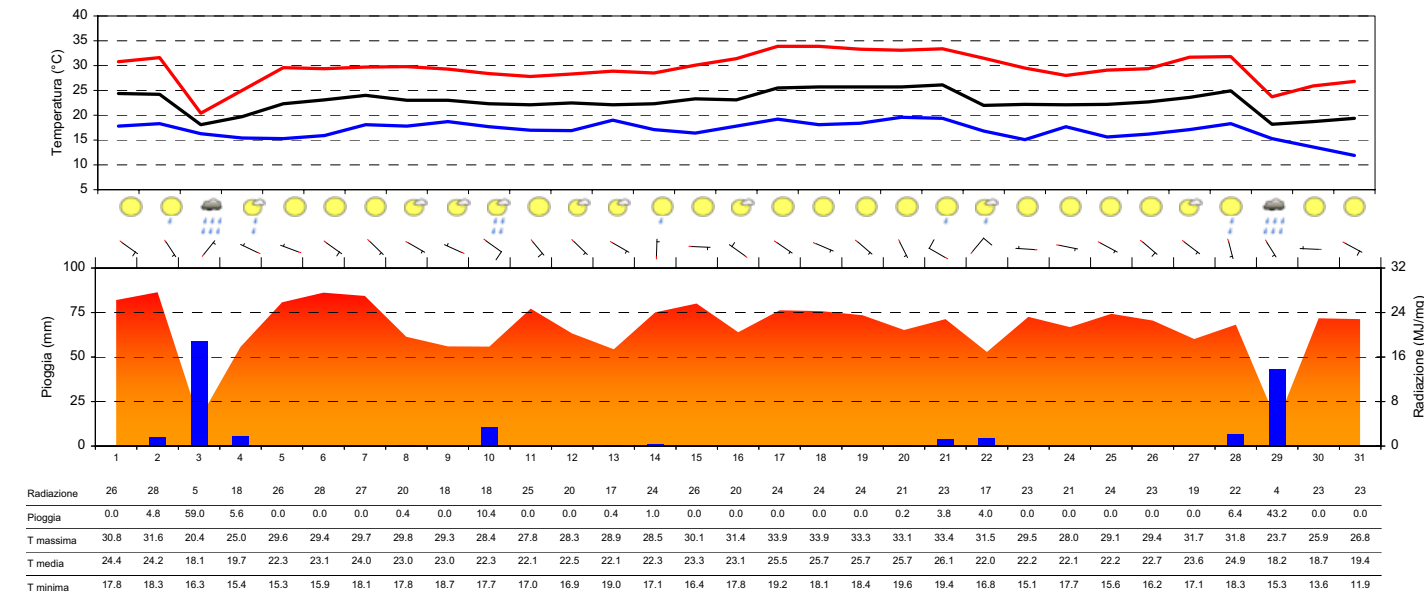 40
35
30
25
20
15
10
5
Temperatura (°C)
100
75
50
25
0
Pioggia (mm)
32
24
16
8
0
Radiazione (MJ/mq)
1 2 3 4 5 6 7 8 9 10 11 12 13 14 15 16 17 18 19 20 21 22 23 24 25 26 27 28 29 30 31
Radiazione 26 28 5 18 26 28 27 20 18 18 25 20 17 24 26 20 24 24 24 21 23 17 23 21 24 23 19 22 4 23 23
Pioggia 0.0 4.8 59.0 5.6 0.0 0.0 0.0 0.4 0.0 10.4 0.0 0.0 0.4 1.0 0.0 0.0 0.0 0.0 0.0 0.2 3.8 4.0 0.0 0.0 0.0 0.0 0.0 6.4 43.2 0.0 0.0
T massima 30.8 31.6 20.4 25.0 29.6 29.4 29.7 29.8 29.3 28.4 27.8 28.3 28.9 28.5 30.1 31.4 33.9 33.9 33.3 33.1 33.4 31.5 29.5 28.0 29.1 29.4 31.7 31.8 23.7 25.9 26.8
T media 24.4 24.2 18.1 19.7 22.3 23.1 24.0 23.0 23.0 22.3 22.1 22.5 22.1 22.3 23.3 23.1 25.5 25.7 25.7 25.7 26.1 22.0 22.2 22.1 22.2 22.7 23.6 24.9 18.2 18.7 19.4
T minima 17.8 18.3 16.3 15.4 15.3 15.9 18.1 17.8 18.7 17.7 17.0 16.9 19.0 17.1 16.4 17.8 19.2 18.1 18.4 19.6 19.4 16.8 15.1 17.7 15.6 16.2 17.1 18.3 15.3 13.6 11.9